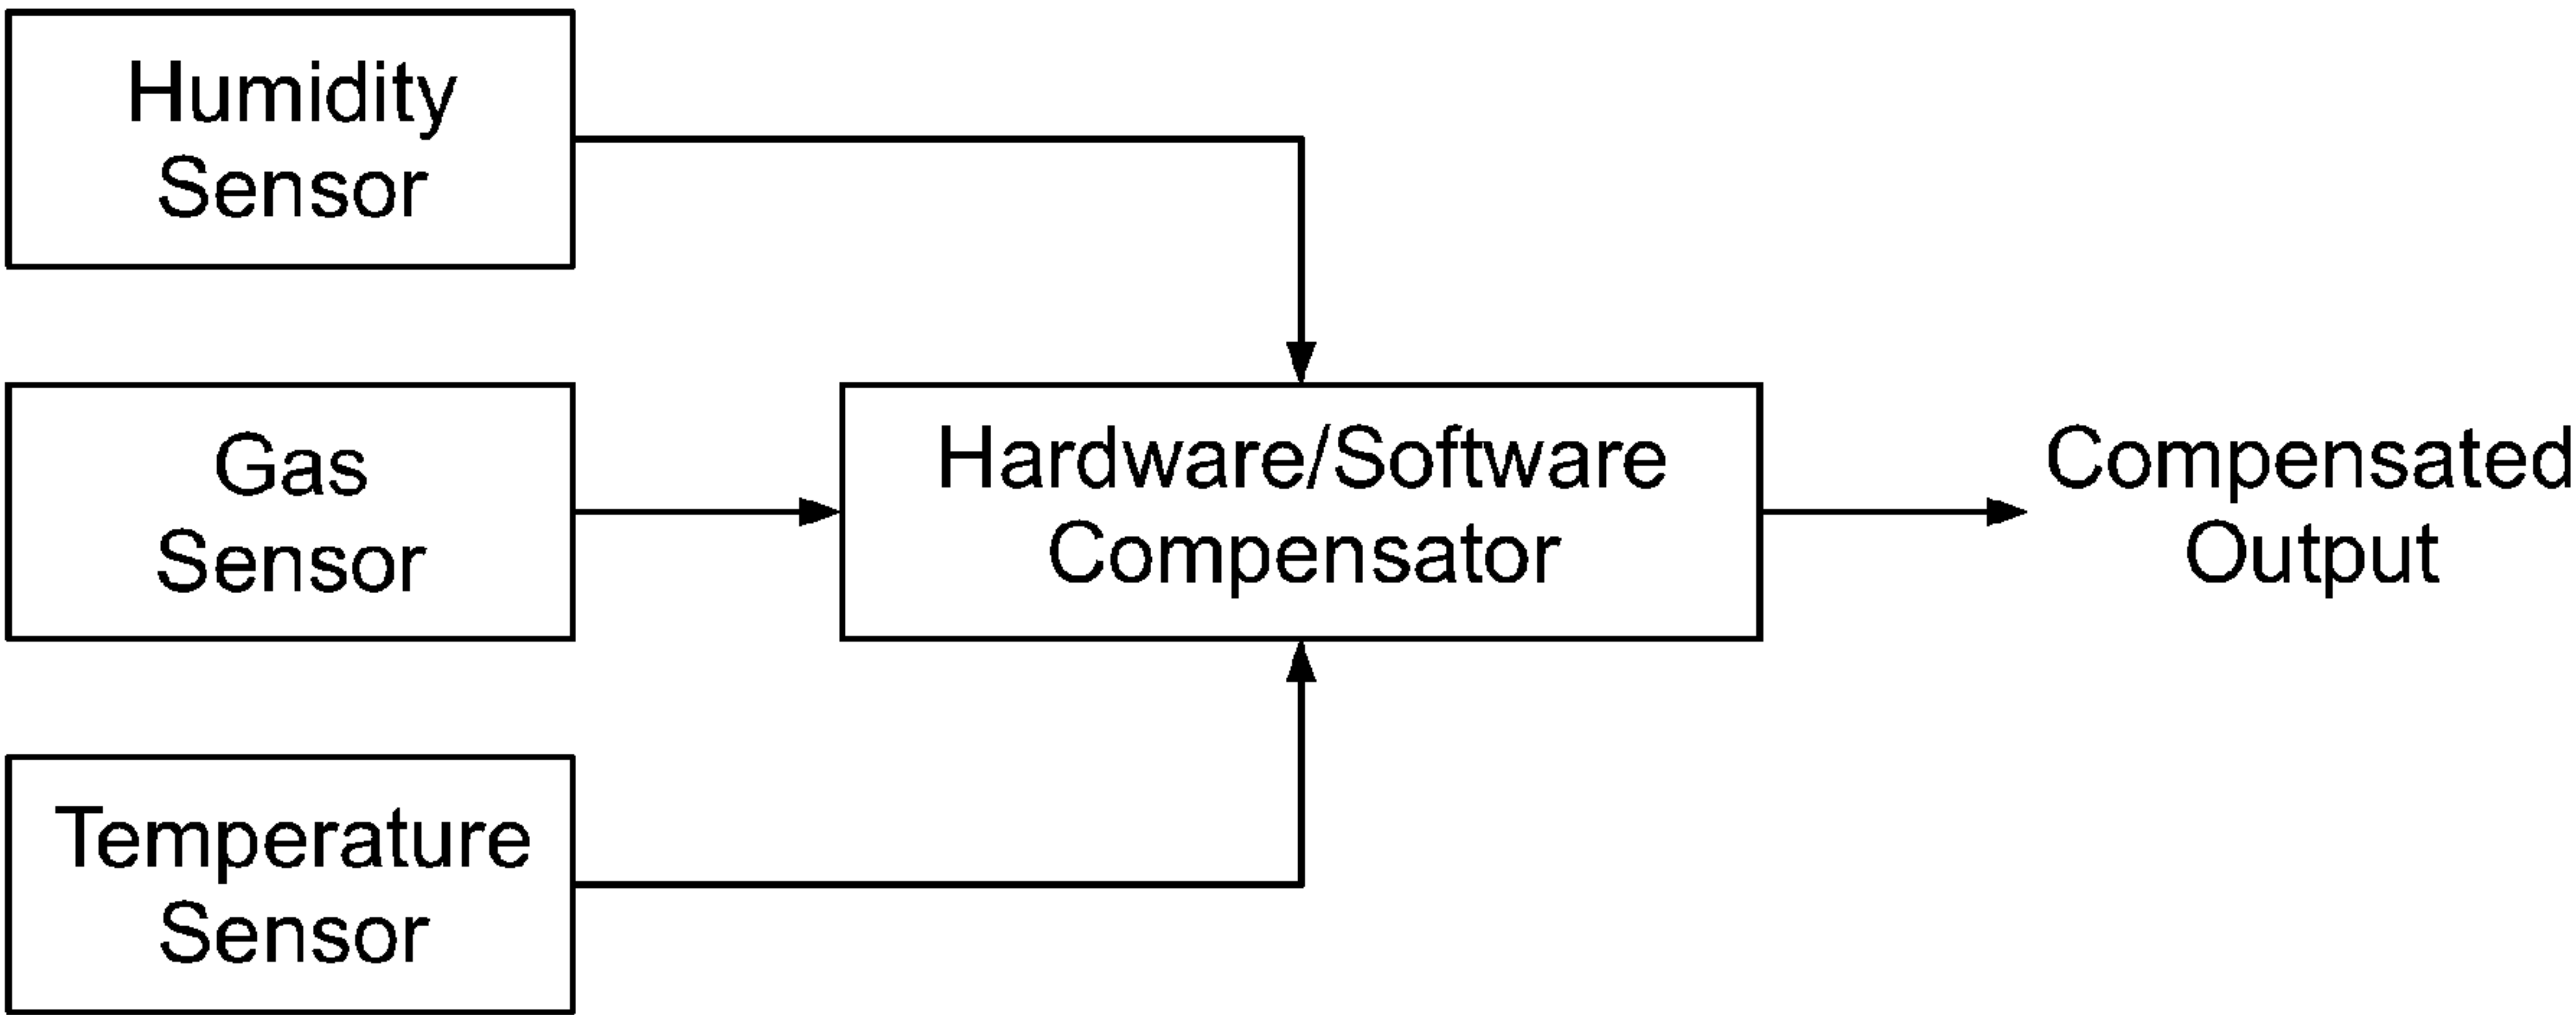 Humidity
Sensor
Gas
Sensor
Hardware/Software
Compensator
Compensated
Output
Temperature
Sensor